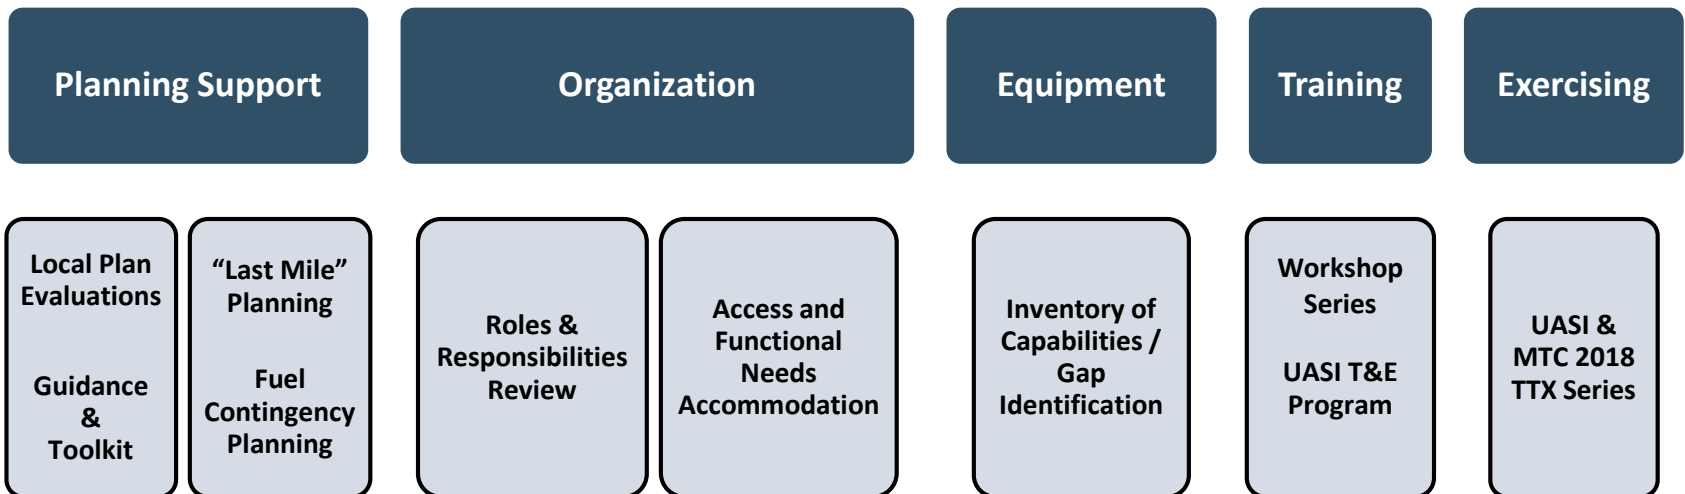 Planning Support
Organization
Equipment
Training
Exercising
Local Plan
Evaluations
Guidance
&
Toolkit
“Last Mile”
Planning
Fuel
Contingency
Planning
Roles &
Responsibilities
Review
Access and
Functional
Needs
Accommodation
Inventory of
Capabilities /
Gap
Identification
Workshop
Series
UASI T&E
Program
UASI &
MTC 2018
TTX Series